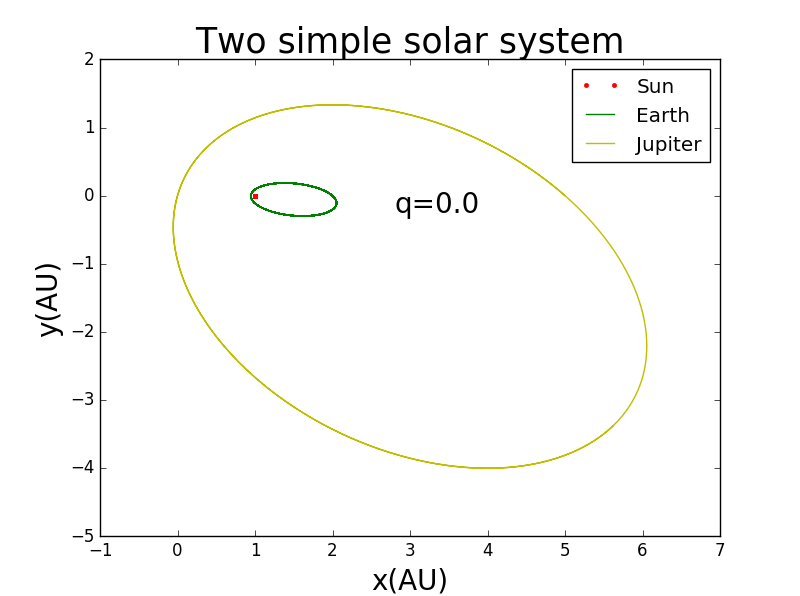 Two simple solar system
Sun
Earth
Jupiter
q=0.0
2
1
0
−1
−2
−3
−4
−5
y(AU)
−1
0
1
2
3
4
5
6
7
x(AU)